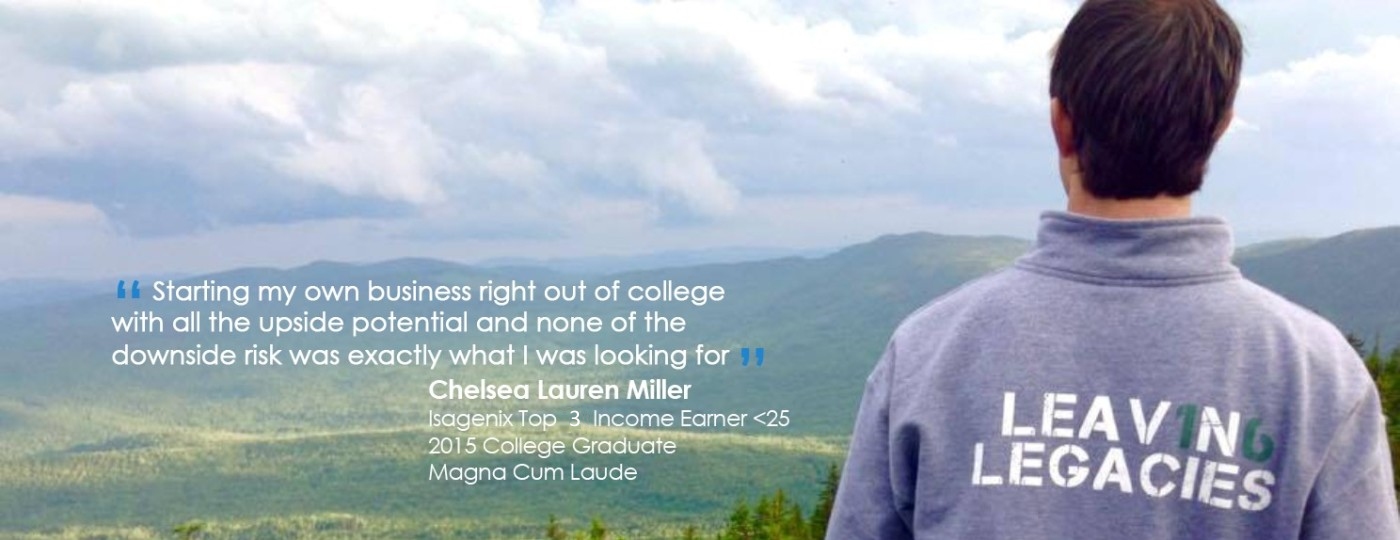 “ Starting my own business right out of college
with all the upside potential and none of the
downside risk was exactly what I was looking for ”
Chelsea Lauren Miller
Isagenix Top 3 Income Earner <25
2015 College Graduate
Magna Cum Laude
LEAV1N6
LEGACIES